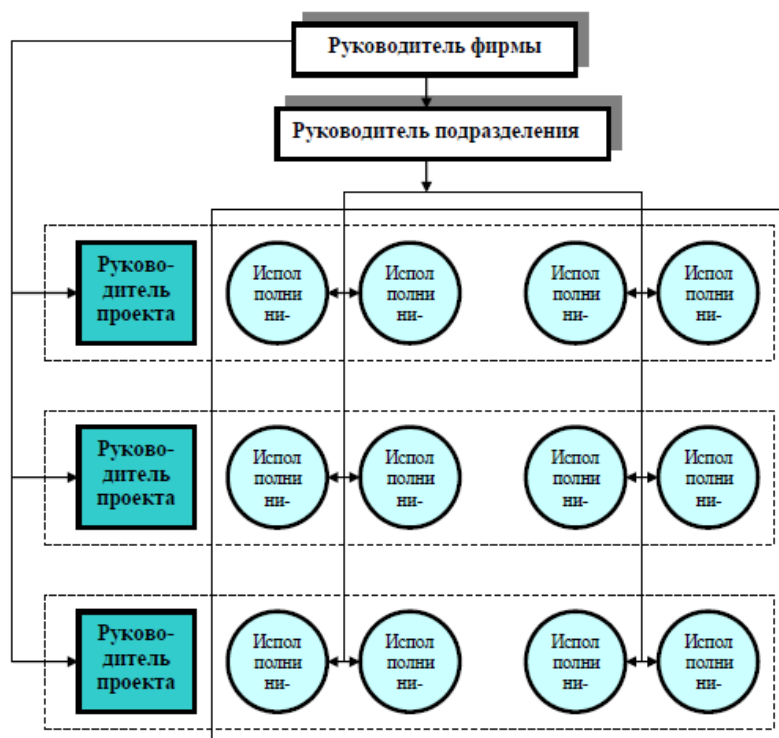 Руководитель фирмы
Руководитель подразделения
Руково-
дитель
проекта
Испол
полни
ни-
Испол
полни
ни-
Испол
полни
ни-
Испол
полни
ни-
Руково-
дитель
проекта
Испол
полни
ни-
Испол
полни
ни-
Испол
полни
ни-
Испол
полни
ни-
Руково-
дитель
проекта
Испол
полни
ни-
Испол
полни
ни-
Испол
полни
ни-
Испол
полни
ни-